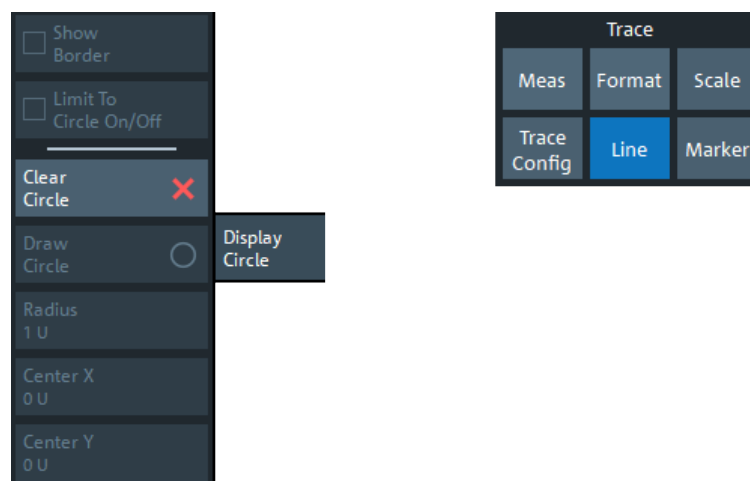 Show
Border
Limit To
Circle On/Off
Clear
Circle
Draw
Circle
Radius
1 U
Center X
0 U
Center Y
0 U
Display
Circle
Trace
Meas
Format
Scale
Trace
Config
Line
Marker